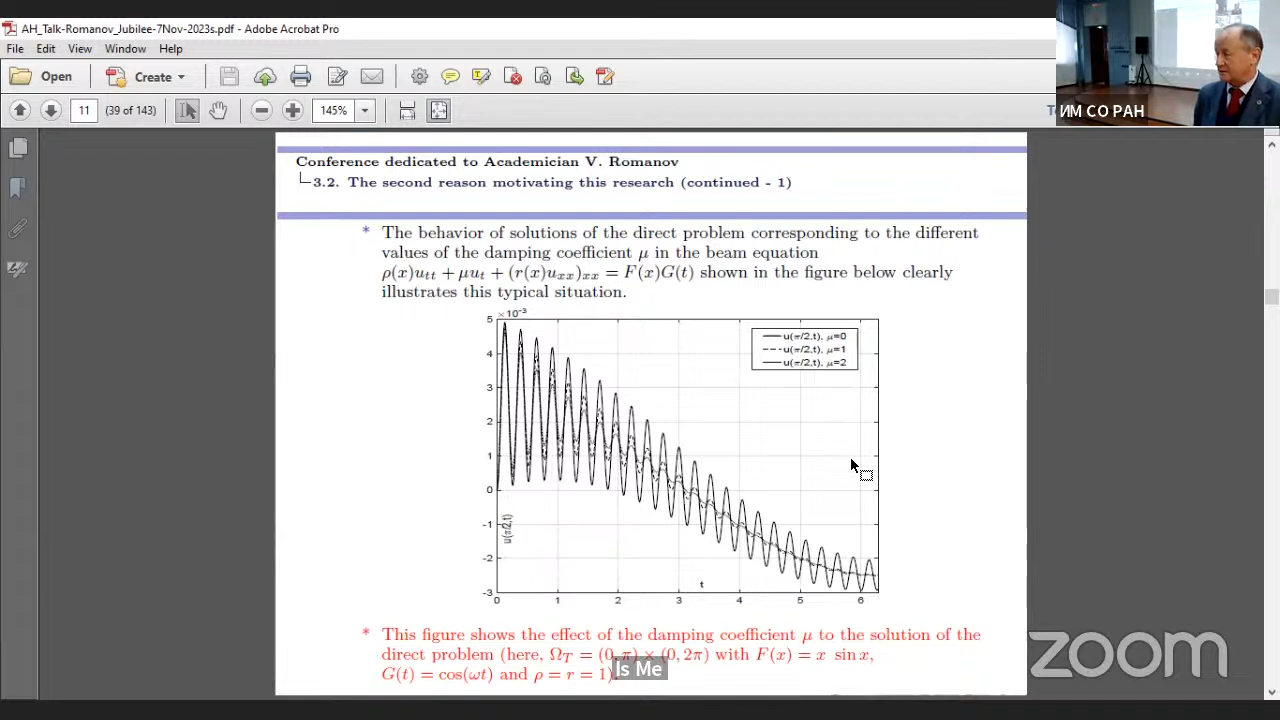 AH_Talk-Romanov_Jubilee-7Nov-2023s.pdf - Adobe Acrobat Pro
File Edit View Window Help
Open Create
11 (39 of 143) 145%
ИМ СО РАН
Conference dedicated to Academician V. Romanov
3.2. The second reason motivating this research (continued - 1)
* The behavior of solutions of the direct problem corresponding to the different
values of the damping coefficient μ in the beam equation
ρ(x)u_tt + μu_t + (r(x)u_xx)_xx = F(x)G(t) shown in the figure below clearly
illustrates this typical situation.
×10⁻³
u(π/2,t), μ=0
u(π/2,t), μ=1
u(π/2,t), μ=2
5
4
3
2
1
0
-1
-2
-3
u(π/2,t)
t
0 1 2 3 4 5 6
* This figure shows the effect of the damping coefficient μ to the solution of the
direct problem (here, Ω_T = (0, π) × (0, 2π) with F(x) = x sin x,
G(t) = cos(ωt) and ρ = r = 1).
Is Me
zoom